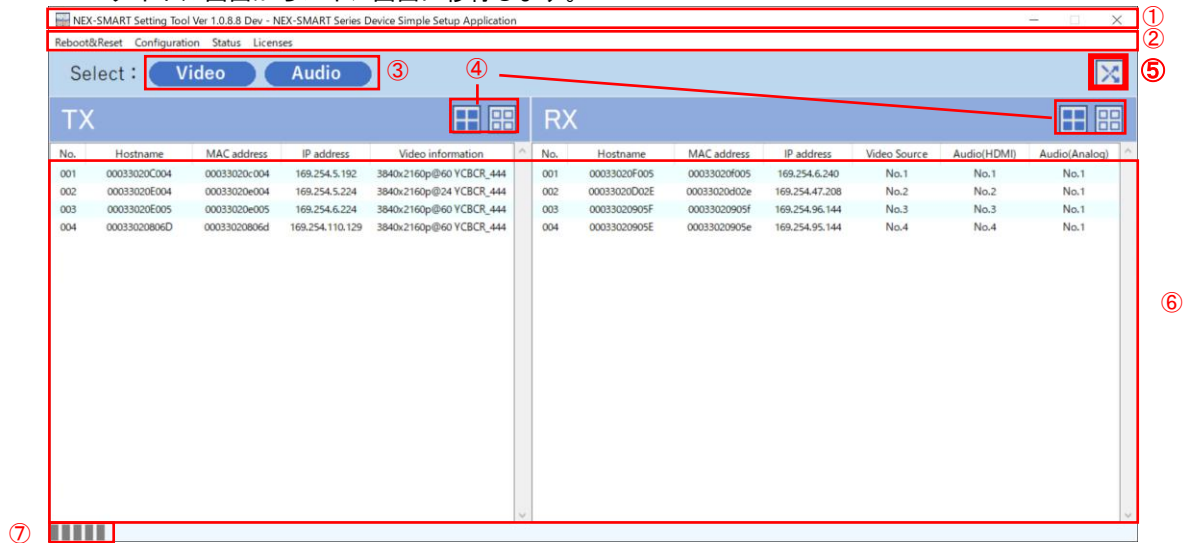 NEX-SMART Setting Tool Ver 1.0.8.8 Dev - NEX-SMART Series Device Simple Setup Application ①
Reboot&Reset Configuration Status Licenses ②
Select : Video Audio ③ ④ ⑤
TX RX
No. Hostname MAC address IP address Video information No. Hostname MAC address IP address Video Source Audio(HDMI) Audio(Analog)
001 00033020C004 00033020c004 169.254.5.192 3840x2160p@60 YCBCR_444 001 00033020F005 00033020f005 169.254.6.240 No.1 No.1 No.1
002 00033020E004 00033020e004 169.254.5.224 3840x2160p@24 YCBCR_444 002 00033020D02E 00033020d02e 169.254.47.208 No.2 No.2 No.1
003 00033020E005 00033020e005 169.254.6.224 3840x2160p@60 YCBCR_444 003 00033020905F 00033020905f 169.254.96.144 No.3 No.3 No.1
004 00033020806D 00033020806d 169.254.110.129 3840x2160p@60 YCBCR_444 004 00033020905E 00033020905e 169.254.95.144 No.4 No.4 No.1
⑥
⑦